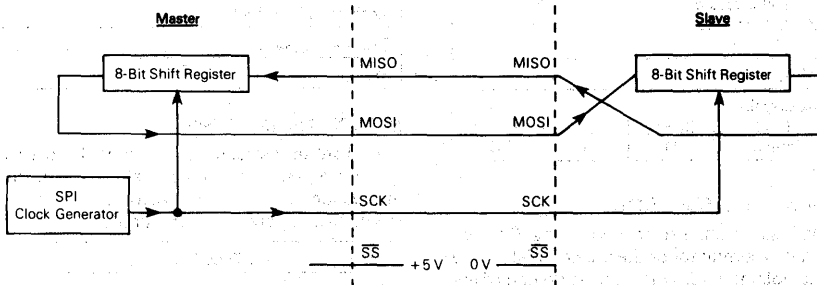 Master
Slave
8-Bit Shift Register
MISO
MISO
8-Bit Shift Register
MOSI
MOSI
SPI
Clock Generator
SCK
SCK
SS
+5 V
0 V
SS